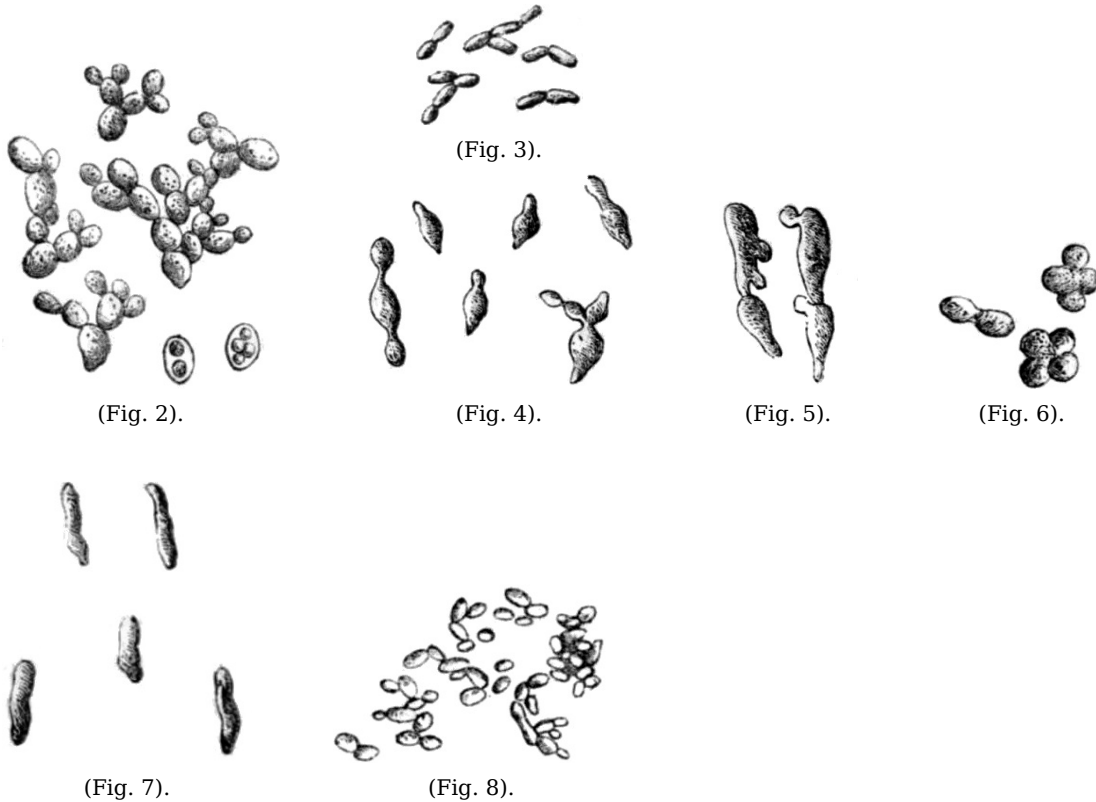 (Fig. 3).
(Fig. 2).
(Fig. 4).
(Fig. 5).
(Fig. 6).
(Fig. 7).
(Fig. 8).